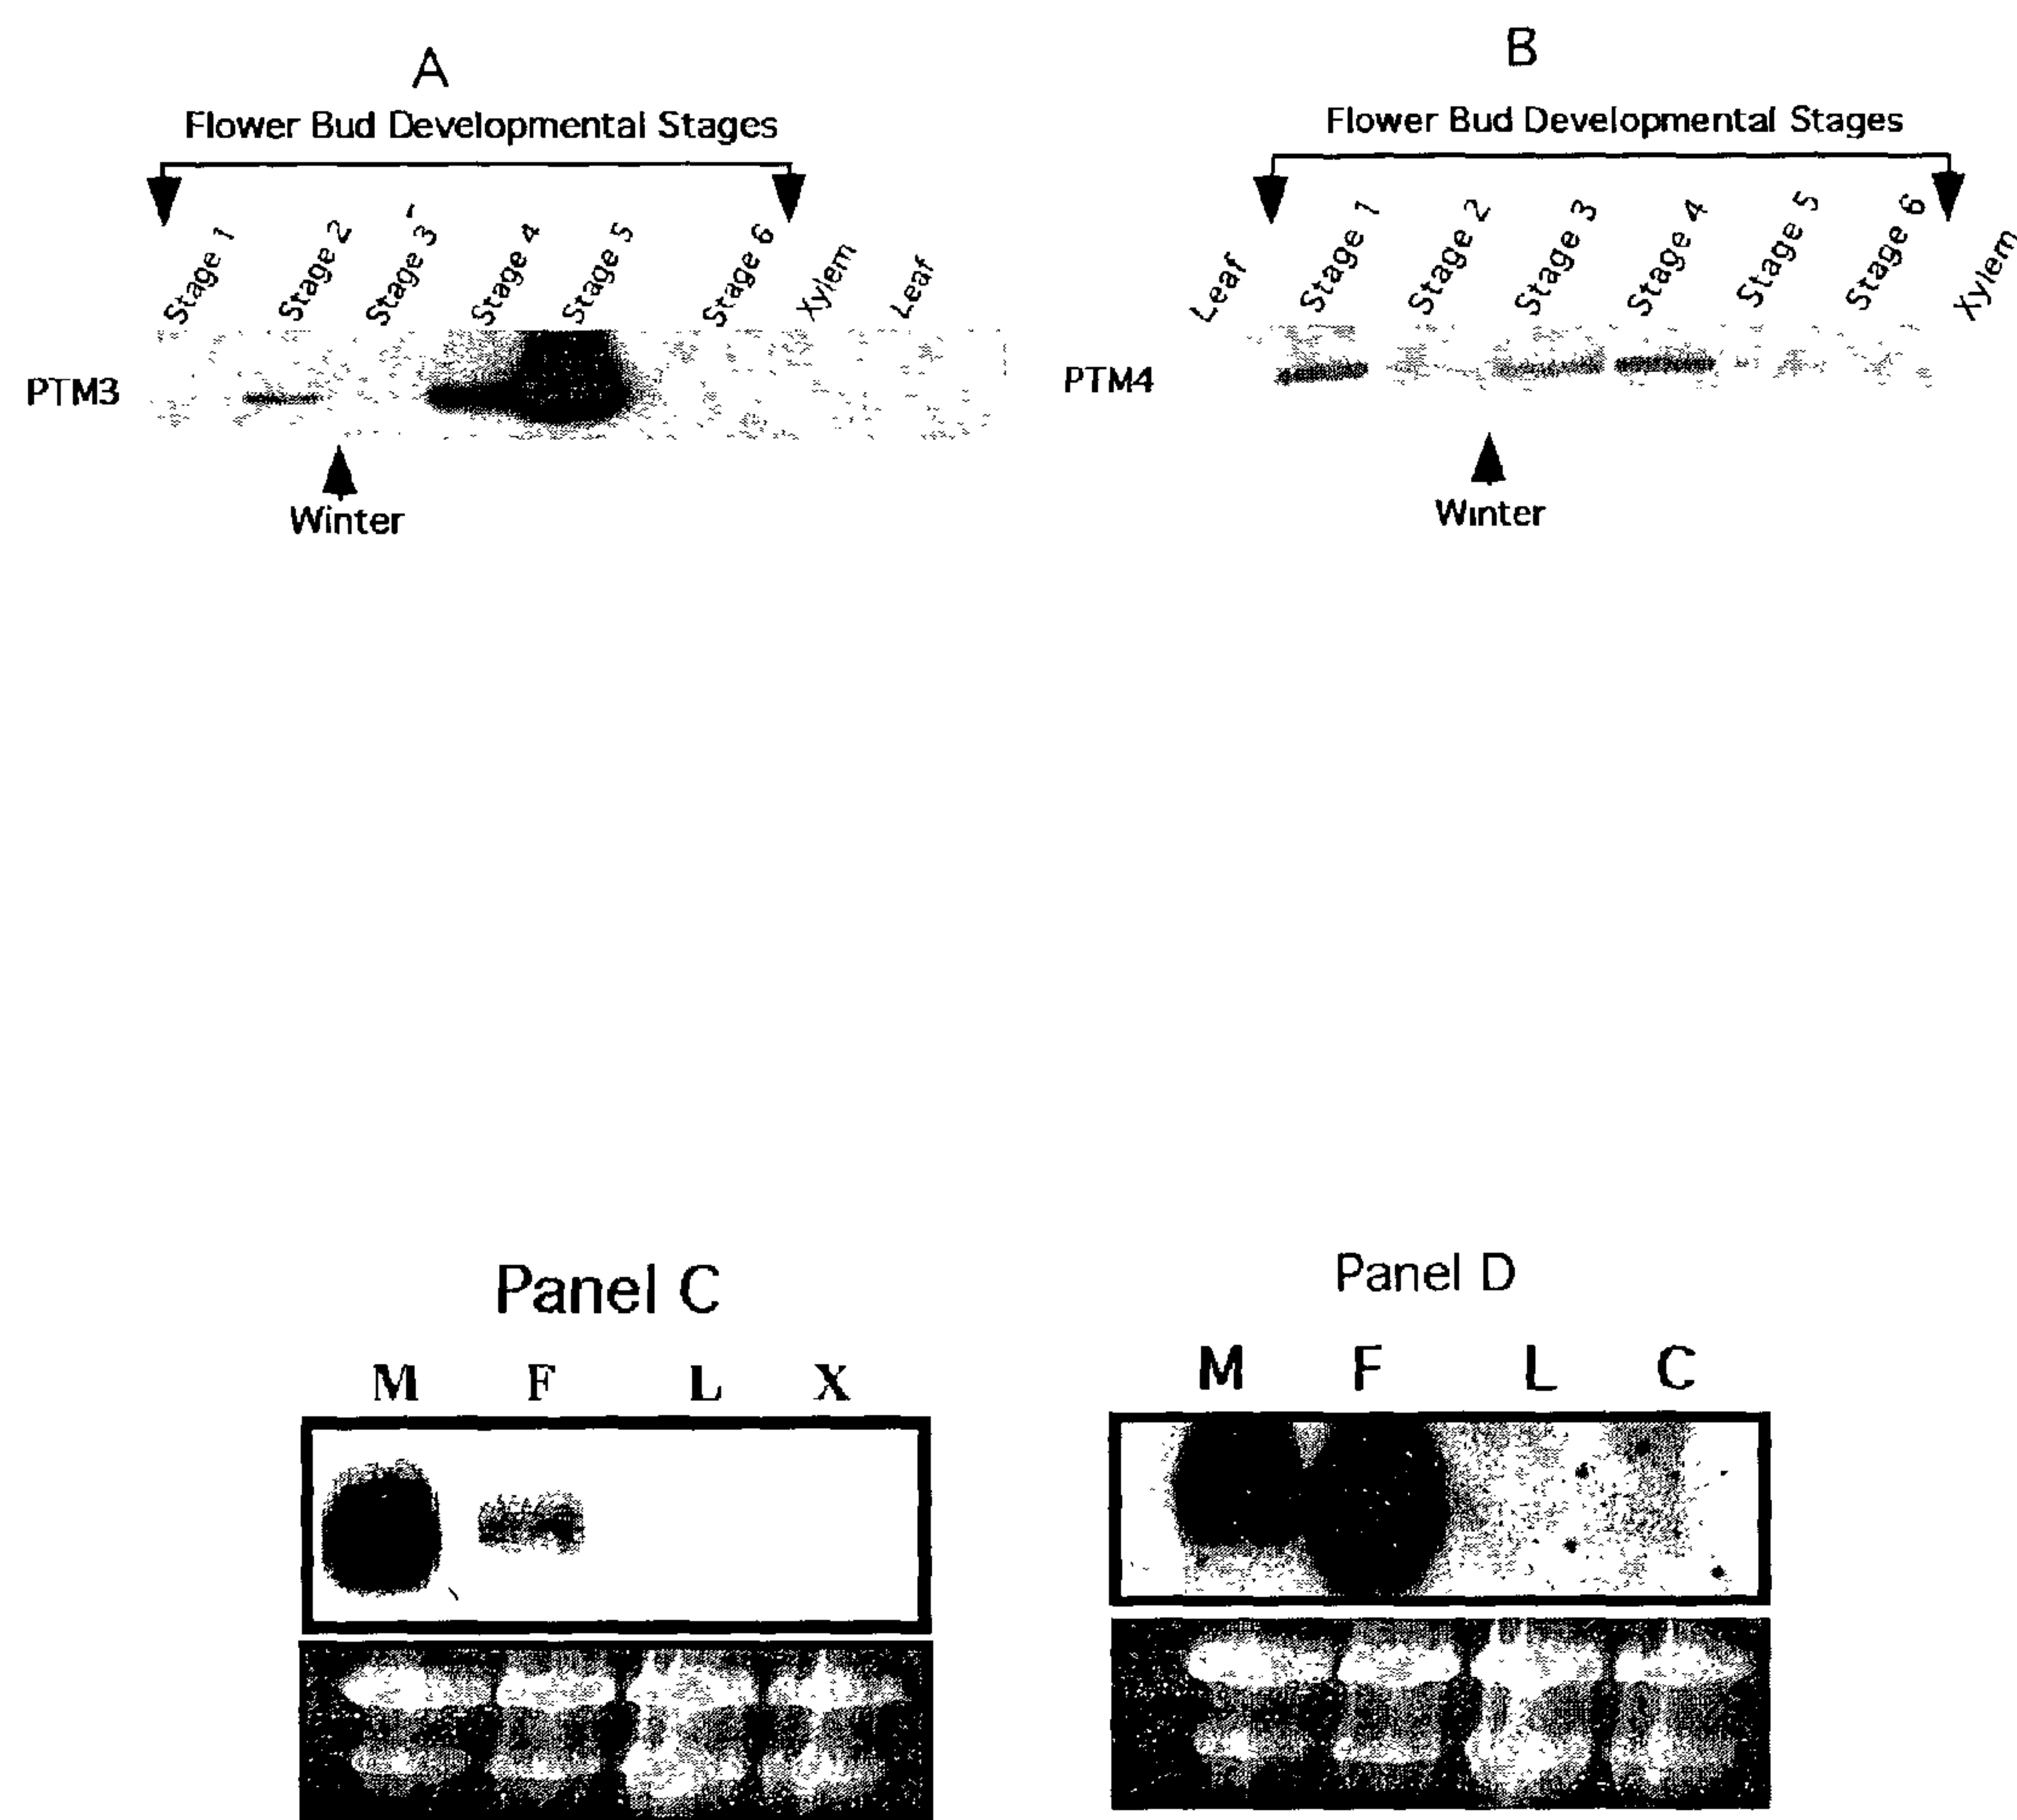 A
Flower Bud Developmental Stages
Stage 1
Stage 2
Stage 3
Stage 4
Stage 5
Stage 6
Xylem
Leaf
PTM3
Winter
B
Flower Bud Developmental Stages
Leaf
Stage 1
Stage 2
Stage 3
Stage 4
Stage 5
Stage 6
Xylem
PTM4
Winter
Panel C
M F L X
Panel D
M F L C